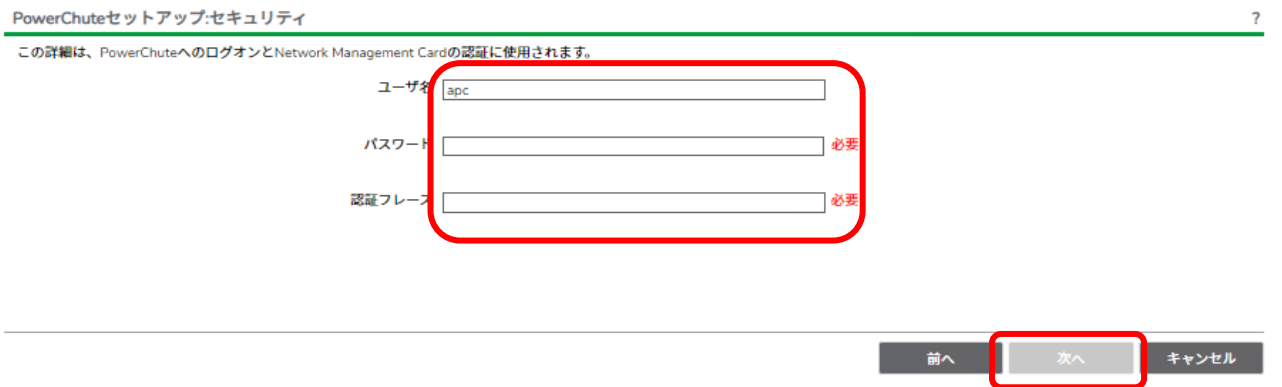 PowerChuteセットアップ:セキュリティ ?
この詳細は、PowerChuteへのログオンとNetwork Management Cardの認証に使用されます。
ユーザ名 apc
パスワード 必要
認証フレーズ 必要
前へ 次へ キャンセル